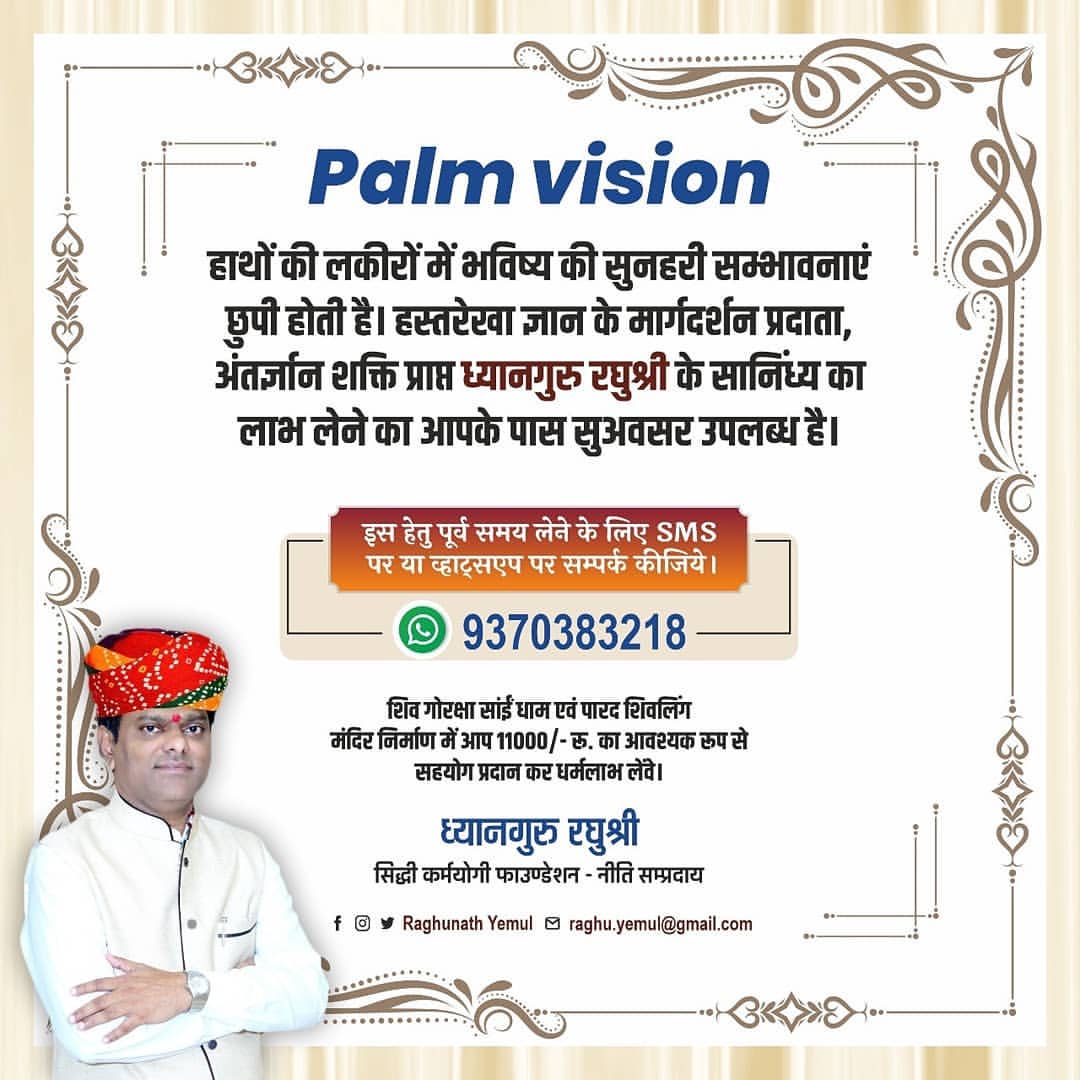 Palm vision
हाथों की लकीरों में भविष्य की सुनहरी सम्भावनाएं
छुपी होती है। हस्तरेखा ज्ञान के मार्गदर्शन प्रदाता,
अंतर्ज्ञान शक्ति प्राप्त ध्यानगुरु रघुश्री के सानिंध्य का
लाभ लेने का आपके पास सुअवसर उपलब्ध है।
इस हेतु पूर्व समय लेने के लिए SMS
पर या व्हाट्सएप पर सम्पर्क कीजिये।
9370383218
शिव गोरक्षा सांईं धाम एवं पारद शिवलिंग
मंदिर निर्माण में आप 11000/- रू. का आवश्यक रूप से
सहयोग प्रदान कर धर्मलाभ लेंवे।
ध्यानगुरु रघुश्री
सिद्धी कर्मयोगी फाउण्डेशन - नीति सम्प्रदाय
Raghunath Yemul raghu.yemul@gmail.com